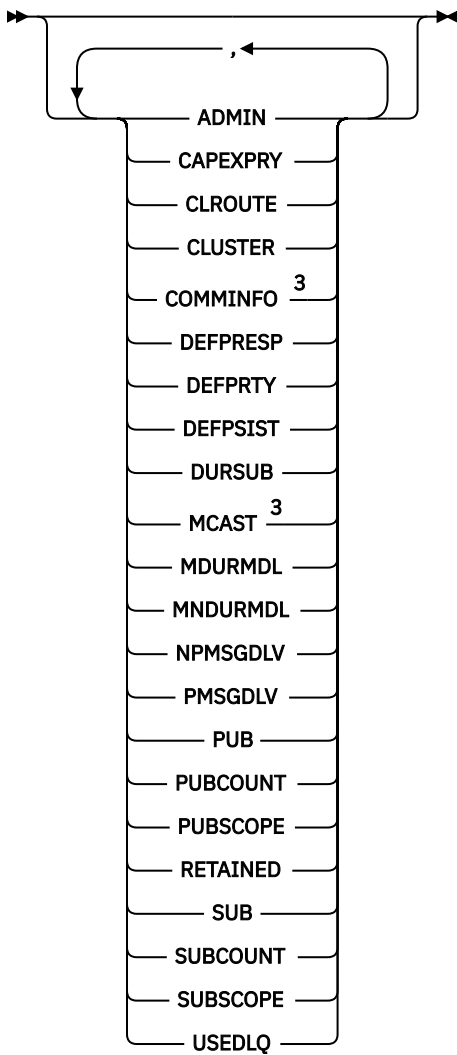 ,
ADMIN
CAPEXPRY
CLROUTE
CLUSTER
COMMINFO 3
DEFPRESP
DEFPRTY
DEFPSIST
DURSUB
MCAST 3
MDURMDL
MNDURMDL
NPMSGDLV
PMSGDLV
PUB
PUBCOUNT
PUBSCOPE
RETAINED
SUB
SUBCOUNT
SUBSCOPE
USEDLQ